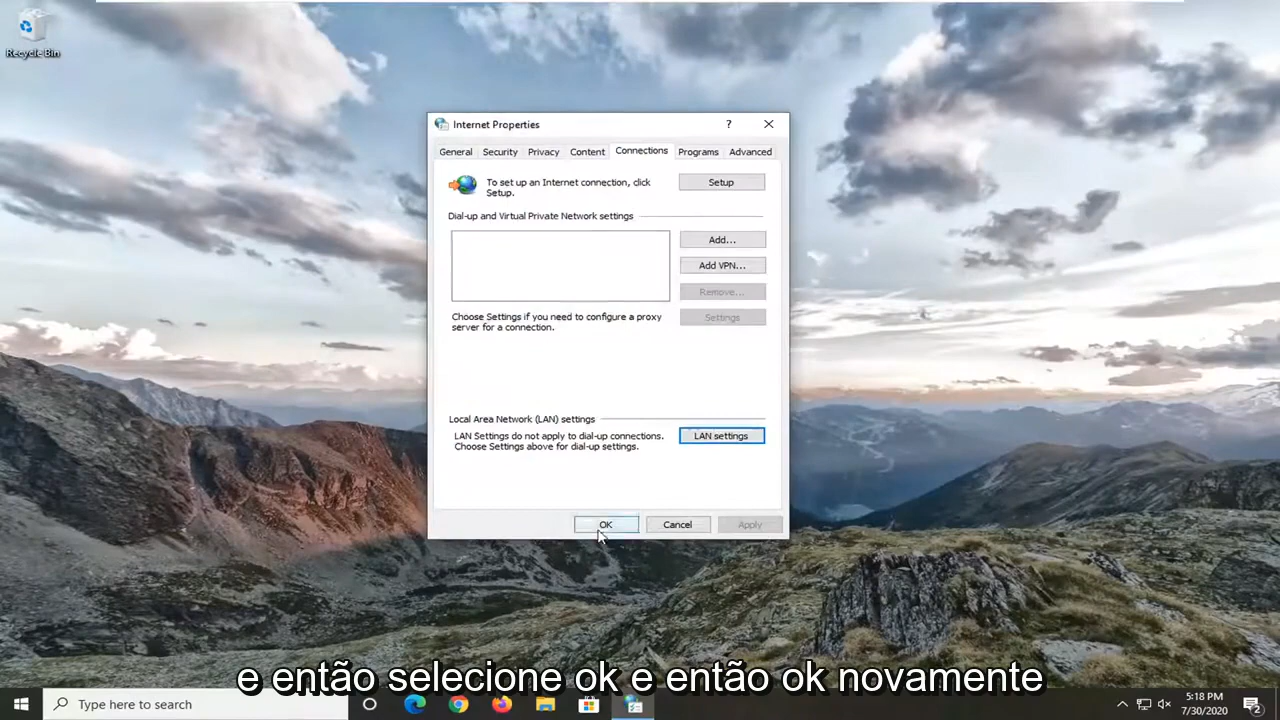 Recycle Bin
Internet Properties
?
General Security Privacy Content Connections Programs Advanced
To set up an Internet connection, click
Setup.
Setup
Dial-up and Virtual Private Network settings
Add...
Add VPN...
Remove...
Choose Settings if you need to configure a proxy
server for a connection.
Settings
Local Area Network (LAN) settings
LAN Settings do not apply to dial-up connections.
Choose Settings above for dial-up settings.
LAN settings
OK Cancel Apply
e então selecione ok e então ok novamente
Type here to search
5:18 PM
7/30/2020
2